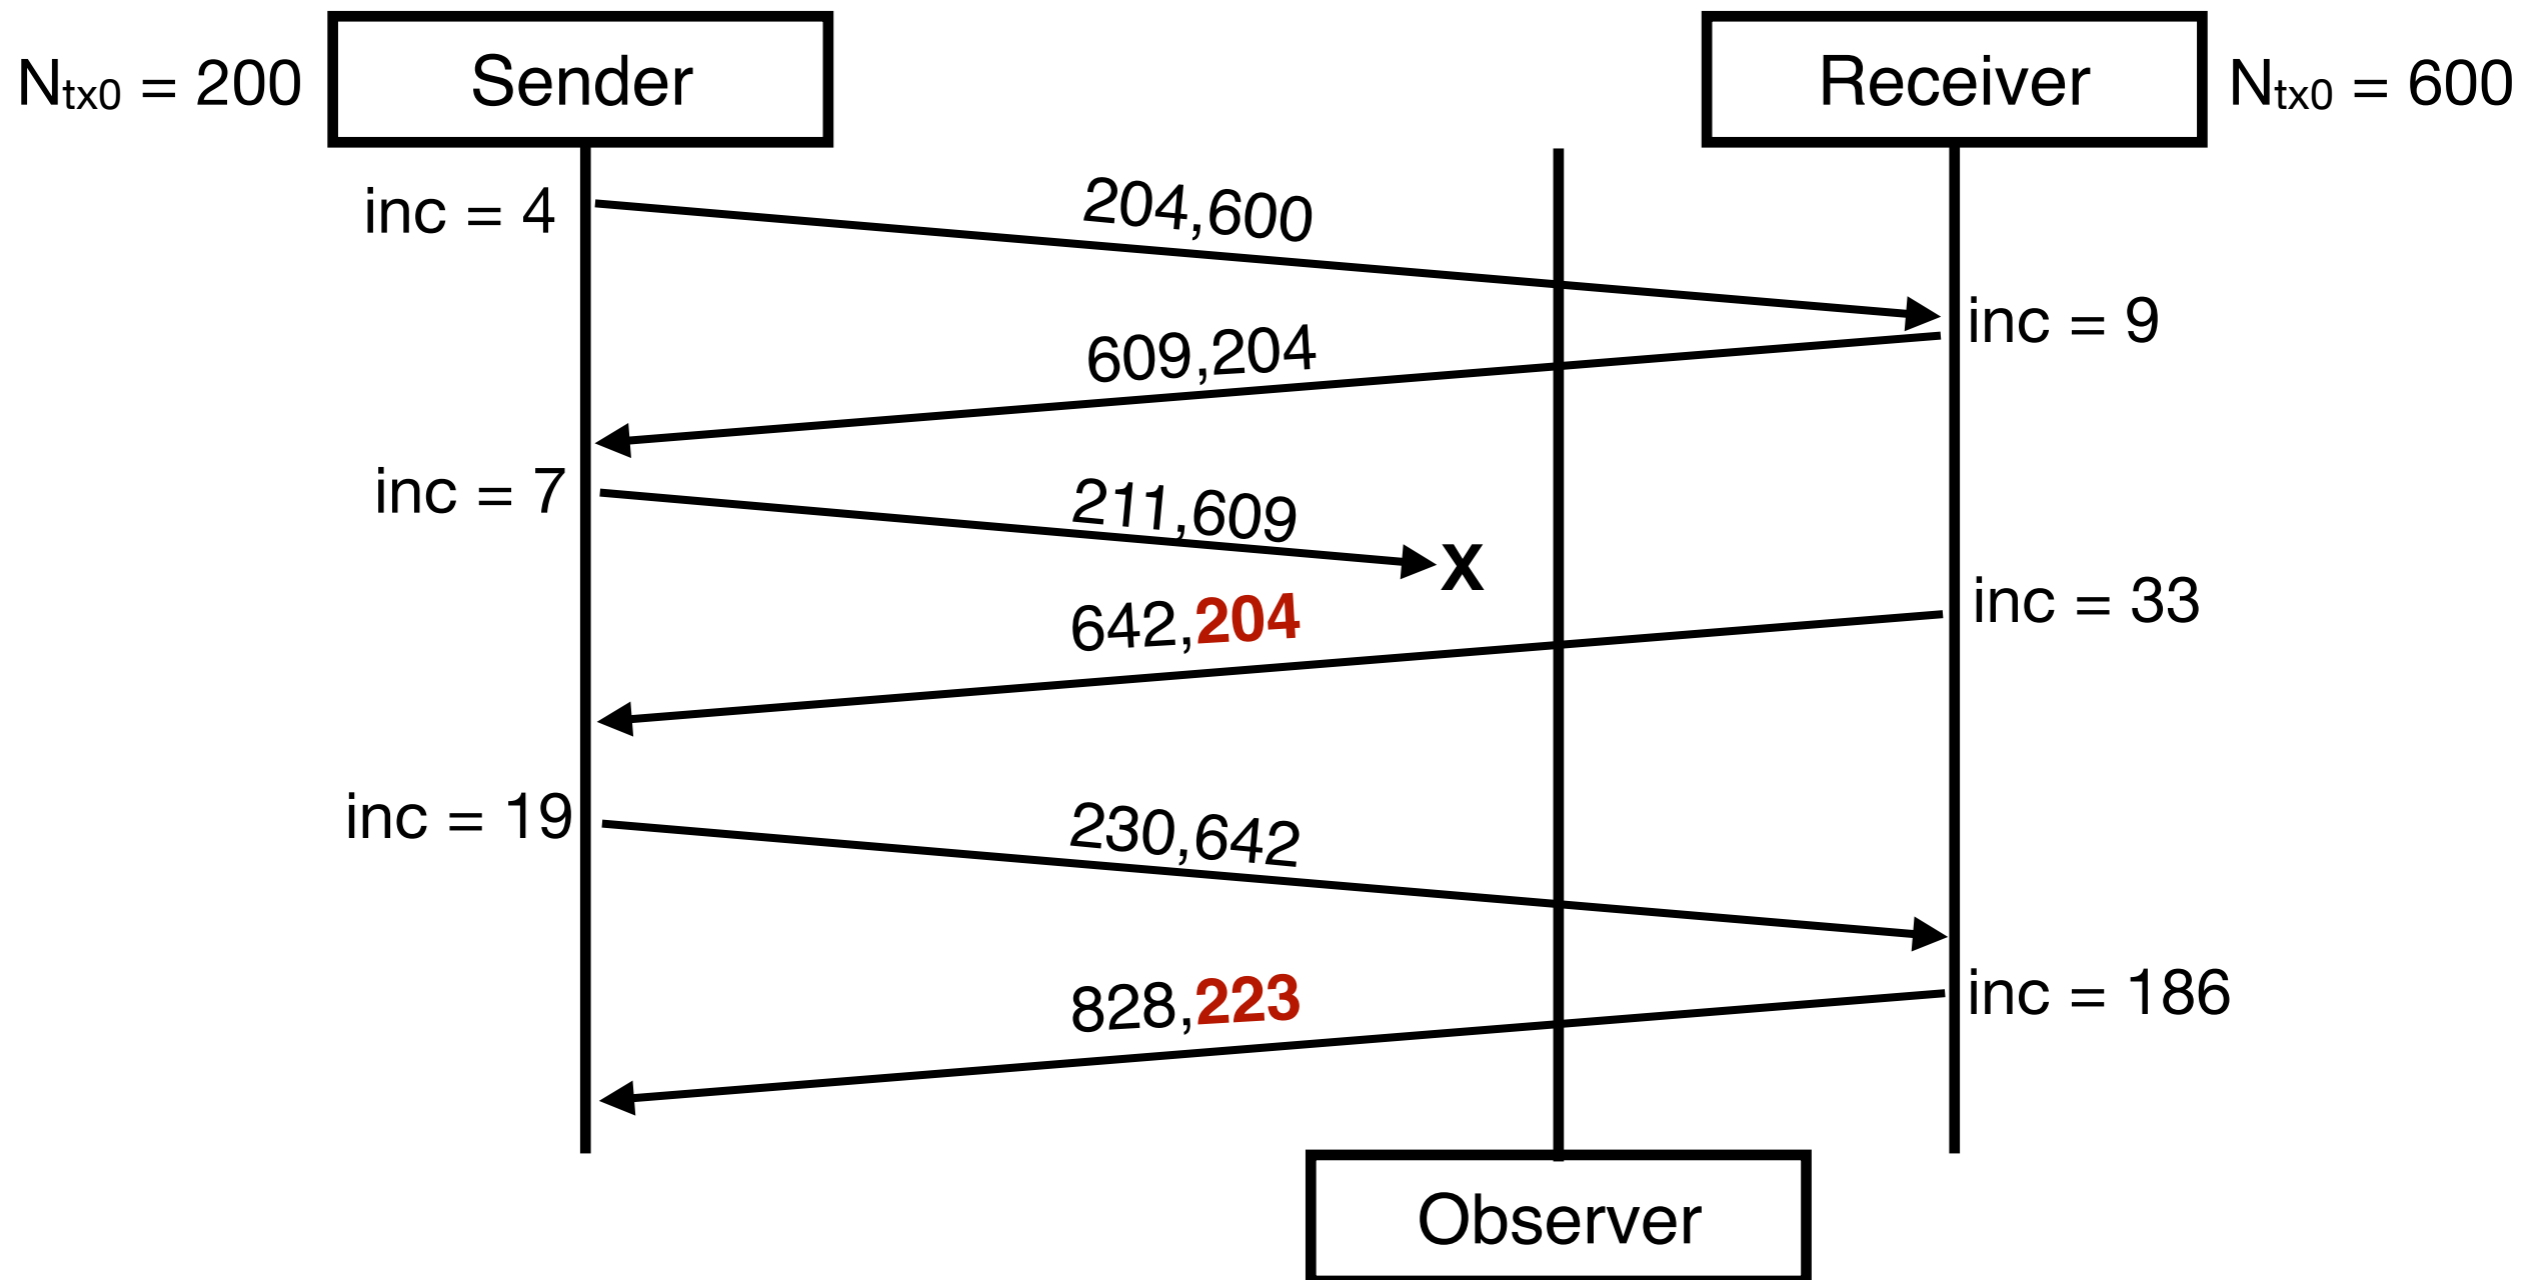 Ntx0 = 200
Sender
Receiver
Ntx0 = 600
inc = 4
204,600
inc = 9
609,204
inc = 7
211,609
X
642,204
inc = 33
inc = 19
230,642
828,223
inc = 186
Observer